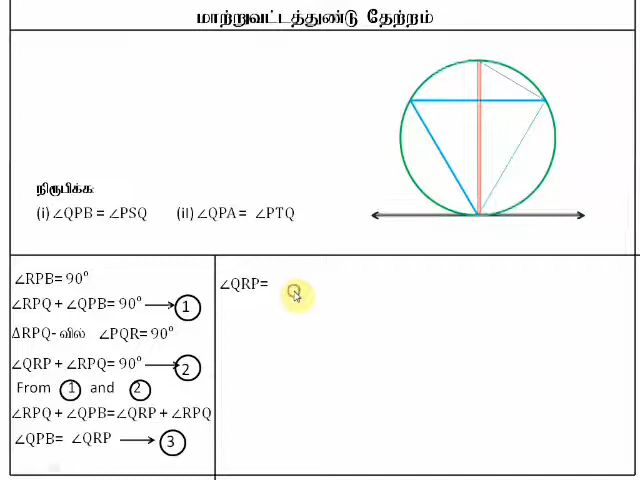 மாற்றுவட்டத்துண்டு தேற்றம்
நிரூபிக்க:
(i) ∠QPB = ∠PSQ (iI) ∠QPA = ∠PTQ
∠RPB= 90°
∠RPQ + ∠QPB= 90° → 1
∆RPQ- வில் ∠PQR= 90°
∠QRP + ∠RPQ= 90° → 2
From 1 and 2
∠RPQ + ∠QPB=∠QRP + ∠RPQ
∠QPB= ∠QRP → 3
∠QRP=